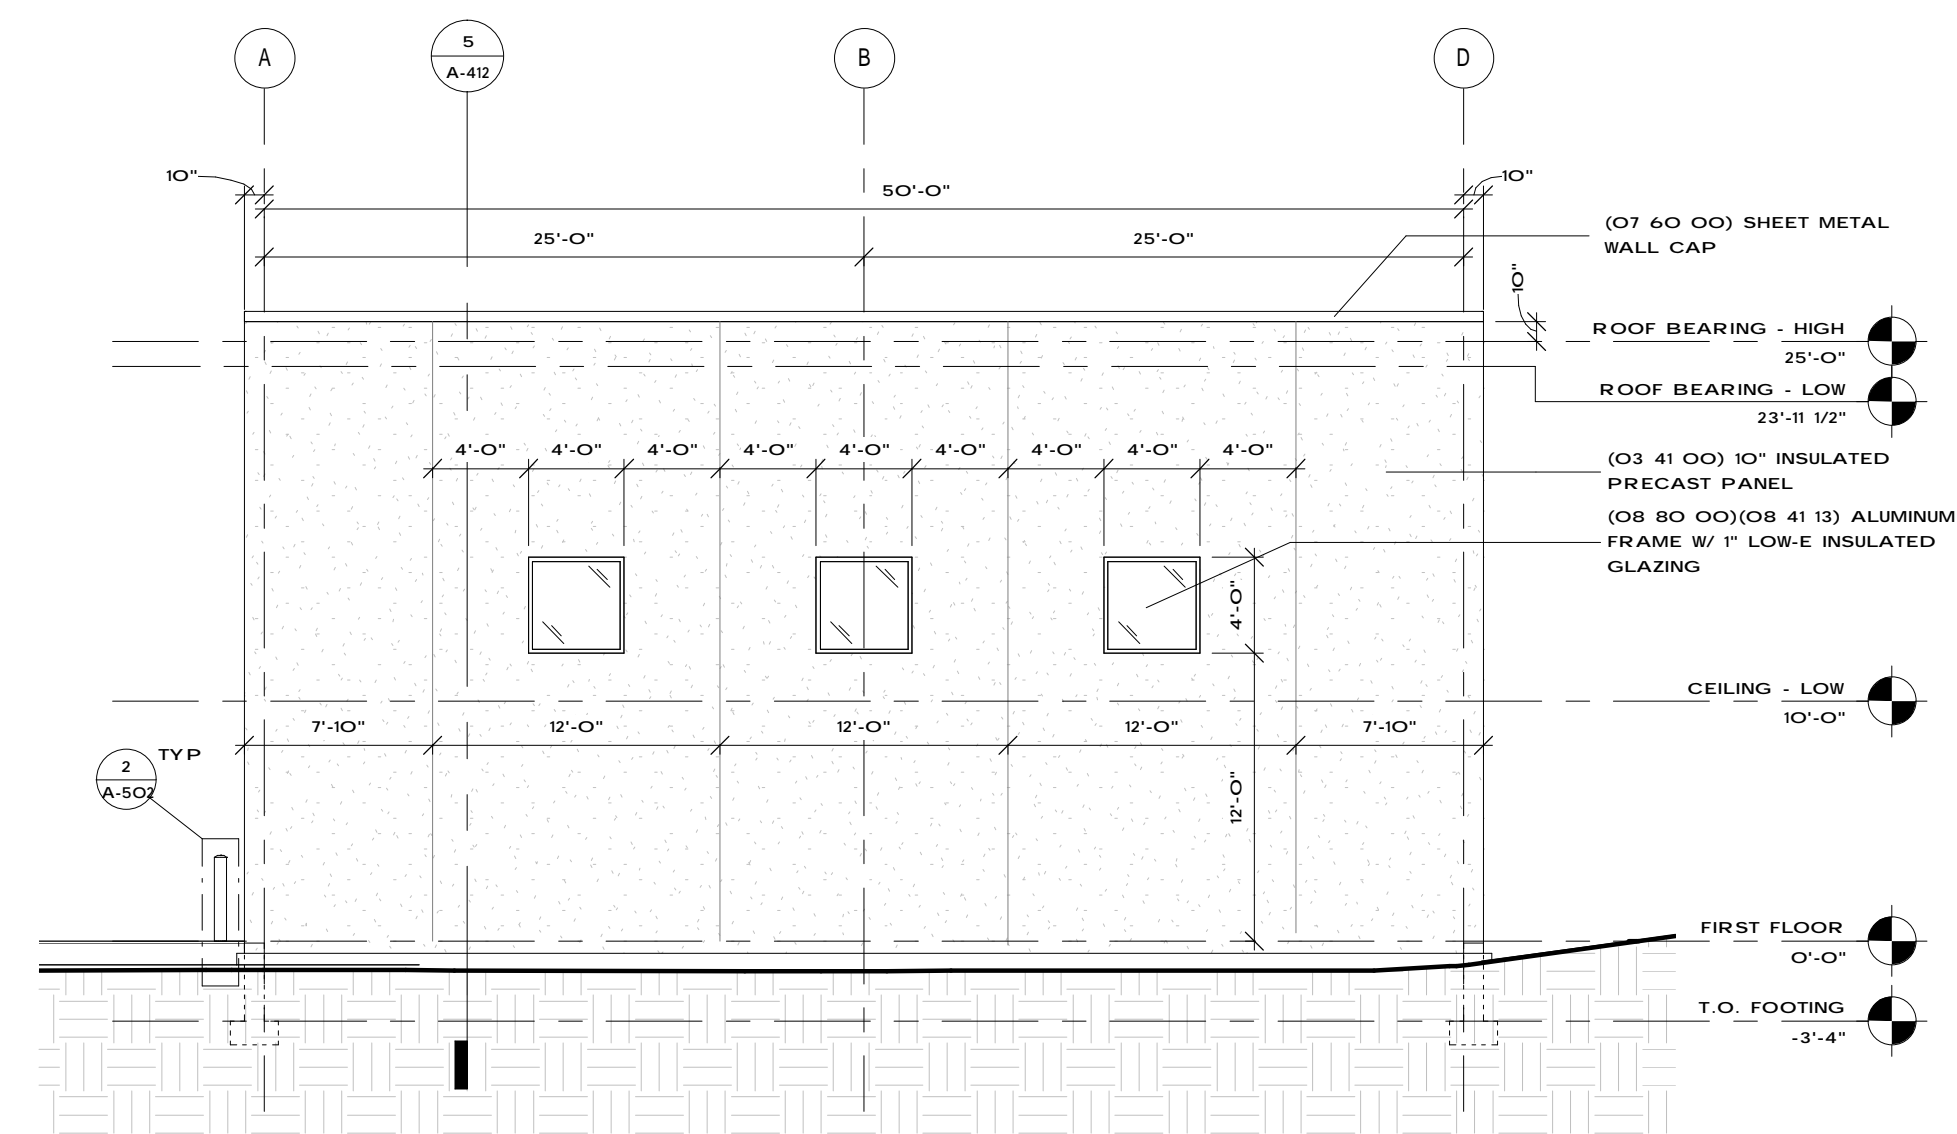 A
5
A-412
B
D
10"
50'-0"
10"
25'-0"
25'-0"
(07 60 00) SHEET METAL
WALL CAP
10"
ROOF BEARING - HIGH
25'-0"
ROOF BEARING - LOW
23'-11 1/2"
4'-0" 4'-0" 4'-0" 4'-0" 4'-0" 4'-0" 4'-0" 4'-0" 4'-0"
(03 41 00) 10" INSULATED
PRECAST PANEL
(08 80 00)(08 41 13) ALUMINUM
FRAME W/ 1" LOW-E INSULATED
GLAZING
4'-0"
CEILING - LOW
10'-0"
7'-10" 12'-0" 12'-0" 12'-0" 7'-10"
2
A-502
TYP
12'-0"
FIRST FLOOR
0'-0"
T.O. FOOTING
-3'-4"